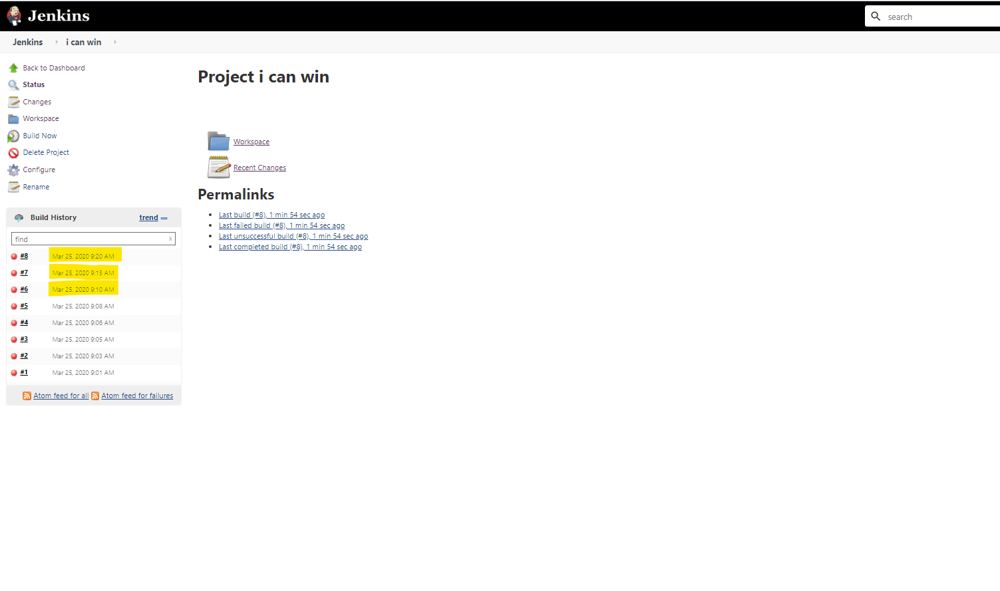 Jenkins
search
Jenkins i can win
Back to Dashboard
Status
Changes
Workspace
Build Now
Delete Project
Configure
Rename
Build History trend
find x
#8 Mar 25, 2020 9:20 AM
#7 Mar 25, 2020 9:15 AM
#6 Mar 25, 2020 9:10 AM
#5 Mar 25, 2020 9:08 AM
#4 Mar 25, 2020 9:06 AM
#3 Mar 25, 2020 9:05 AM
#2 Mar 25, 2020 9:03 AM
#1 Mar 25, 2020 9:01 AM
Atom feed for all Atom feed for failures
Project i can win
Workspace
Recent Changes
Permalinks
Last build (#8), 1 min 54 sec ago
Last failed build (#8), 1 min 54 sec ago
Last unsuccessful build (#8), 1 min 54 sec ago
Last completed build (#8), 1 min 54 sec ago